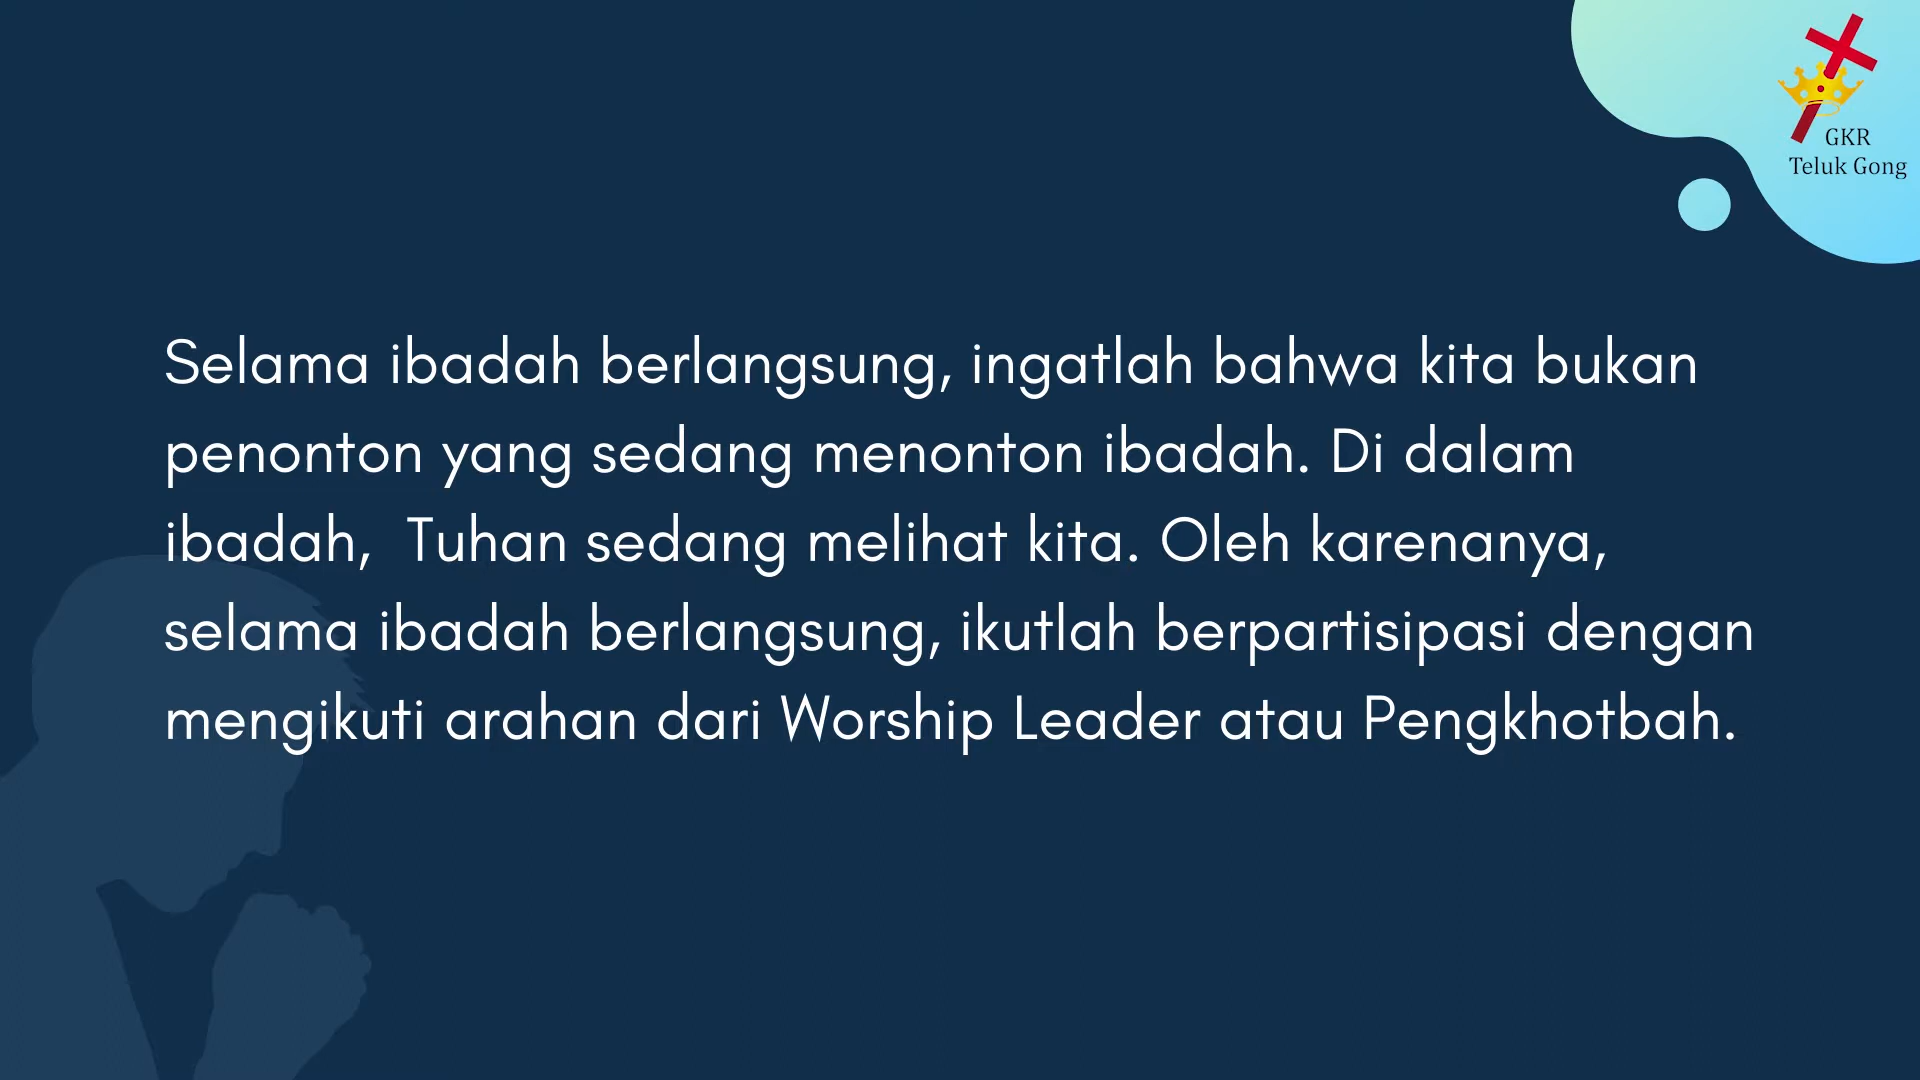 GKR
Teluk Gong
Selama ibadah berlangsung, ingatlah bahwa kita bukan
penonton yang sedang menonton ibadah. Di dalam
ibadah,  Tuhan sedang melihat kita. Oleh karenanya,
selama ibadah berlangsung, ikutlah berpartisipasi dengan
mengikuti arahan dari Worship Leader atau Pengkhotbah.